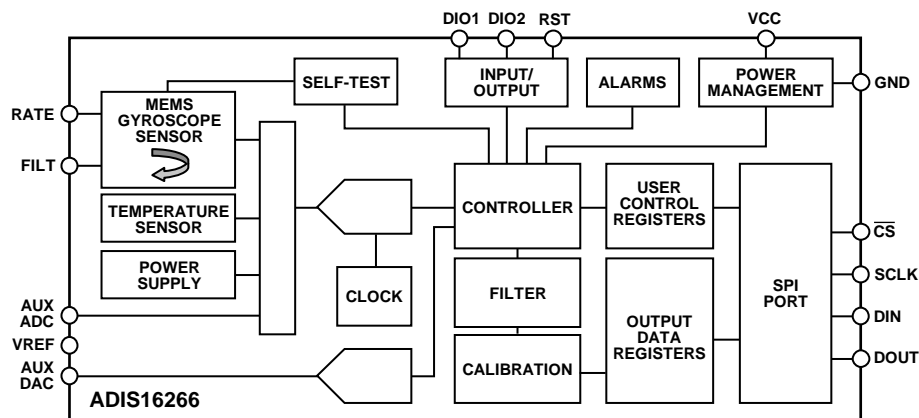 DIO1 DIO2 RST VCC
SELF-TEST
INPUT/
OUTPUT
ALARMS
POWER
MANAGEMENT
GND
RATE
FILT
MEMS
GYROSCOPE
SENSOR
TEMPERATURE
SENSOR
POWER
SUPPLY
CLOCK
CONTROLLER
FILTER
CALIBRATION
USER
CONTROL
REGISTERS
OUTPUT
DATA
REGISTERS
SPI
PORT
CS
SCLK
DIN
DOUT
AUX
ADC
VREF
AUX
DAC
ADIS16266